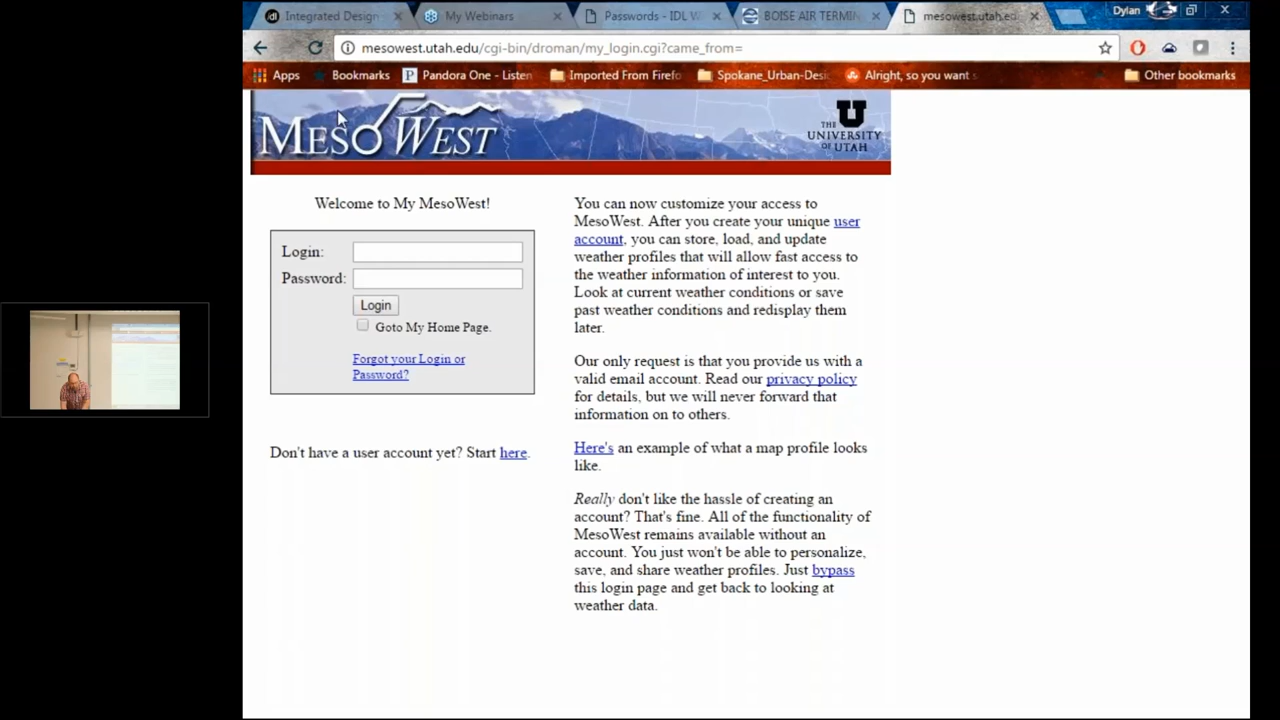 Integrated Design
My Webinars
Passwords - IDL W
BOISE AIR TERMIN
mesowest.utah.ed
Dylan
mesowest.utah.edu/cgi-bin/droman/my_login.cgi?came_from=
Apps
Bookmarks
Pandora One - Listen
Imported From Firefo
Spokane_Urban-Desi
Alright, so you want
Other bookmarks
MESOWEST
U
THE
UNIVERSITY
OF UTAH
Welcome to My MesoWest!
Login:
Password:
Login
Goto My Home Page.
Forgot your Login or
Password?
Don't have a user account yet? Start here.
You can now customize your access to
MesoWest. After you create your unique user
account, you can store, load, and update
weather profiles that will allow fast access to
the weather information of interest to you.
Look at current weather conditions or save
past weather conditions and redisplay them
later.
Our only request is that you provide us with a
valid email account. Read our privacy policy
for details, but we will never forward that
information on to others.
Here's an example of what a map profile looks
like.
Really don't like the hassle of creating an
account? That's fine. All of the functionality of
MesoWest remains available without an
account. You just won't be able to personalize,
save, and share weather profiles. Just bypass
this login page and get back to looking at
weather data.